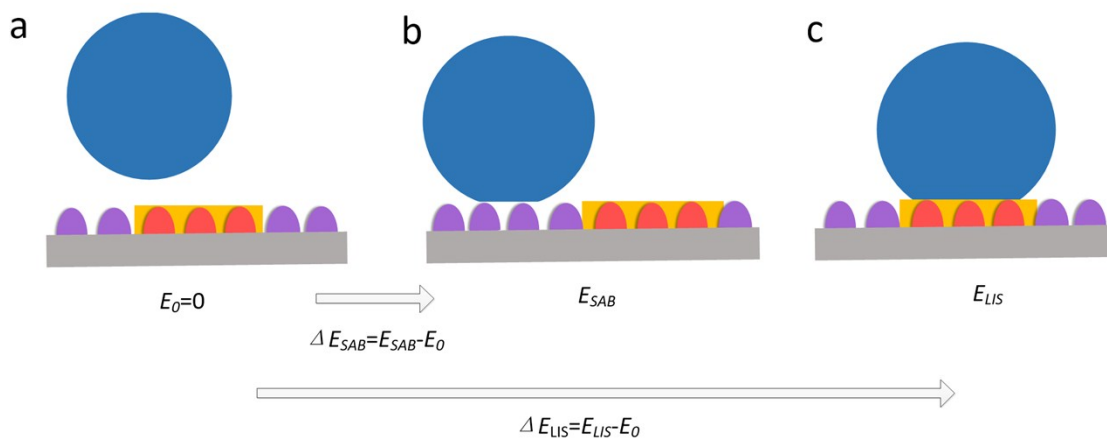 a
b
c
E0=0
ESAB
ELIS
ΔESAB=ESAB-E0
ΔELIS=ELIS-E0